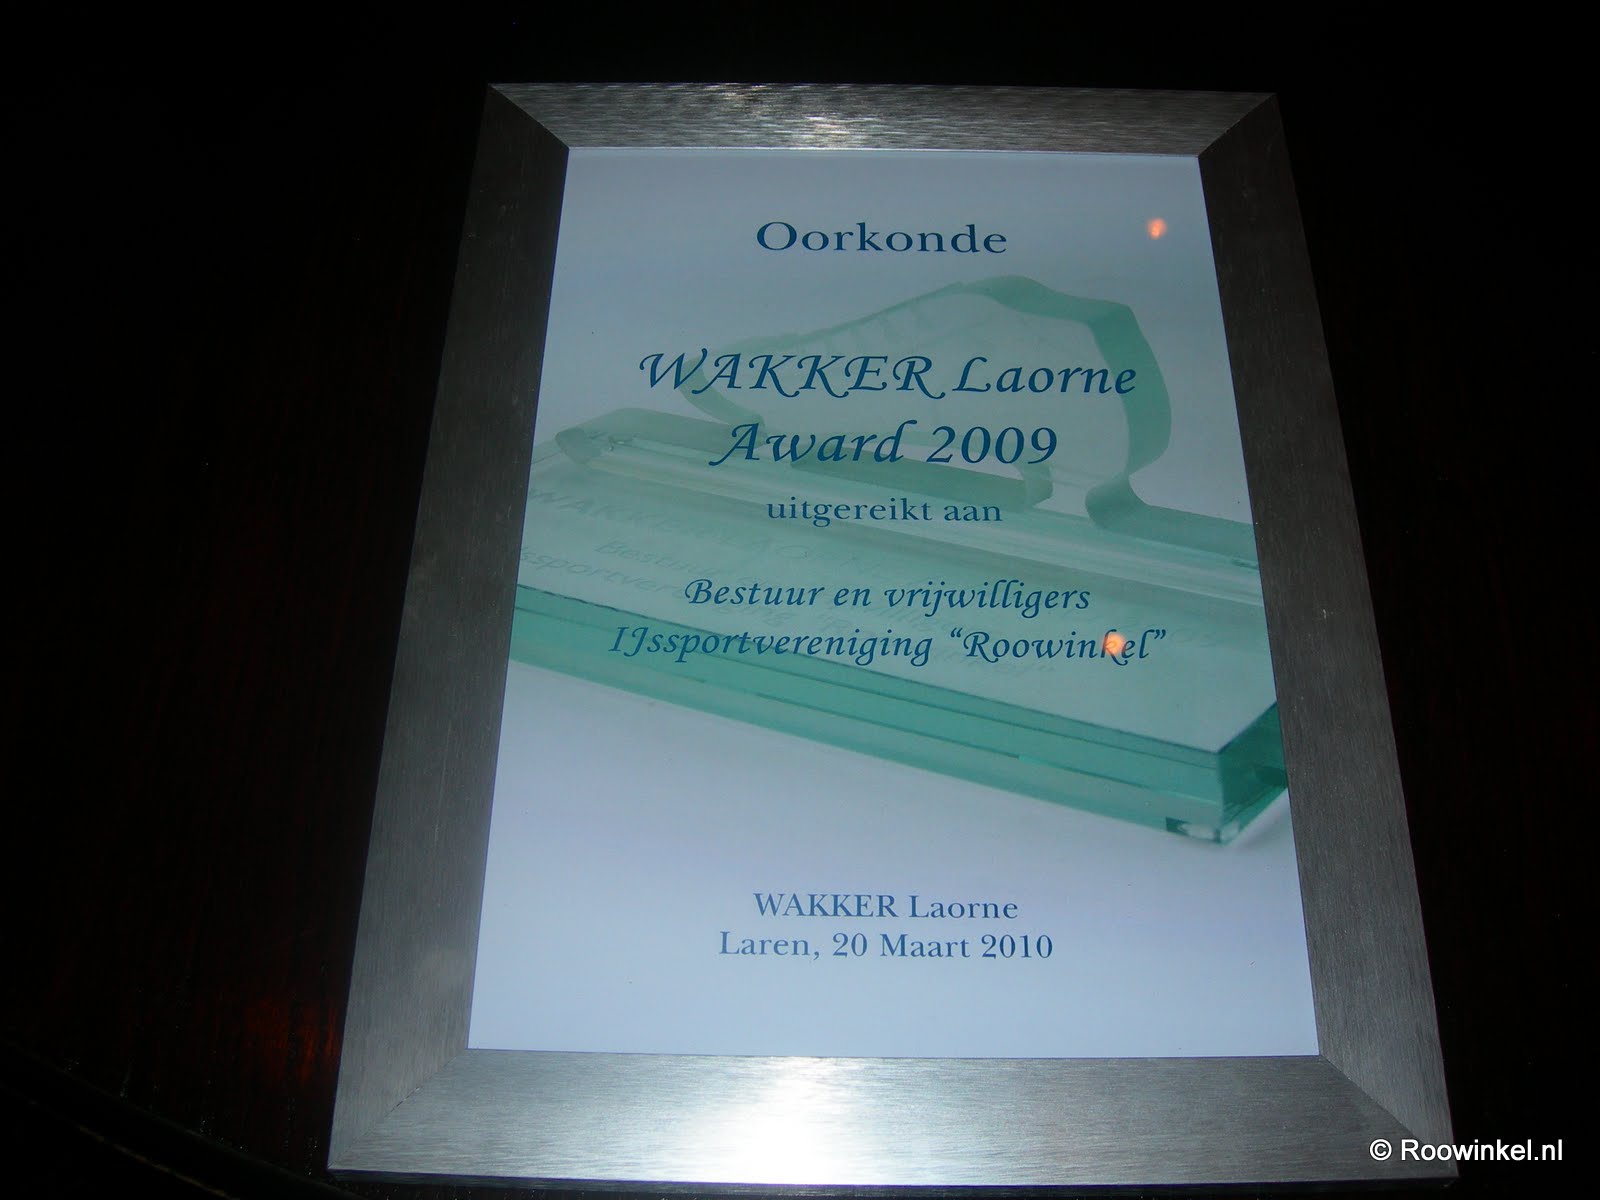 Oorkonde
WAKKER Laorne
Award 2009
uitgereikt aan
Bestuur en vrijwilligers
IJssportvereniging “Roowinkel”
WAKKER Laorne
Laren, 20 Maart 2010
© Roowinkel.nl